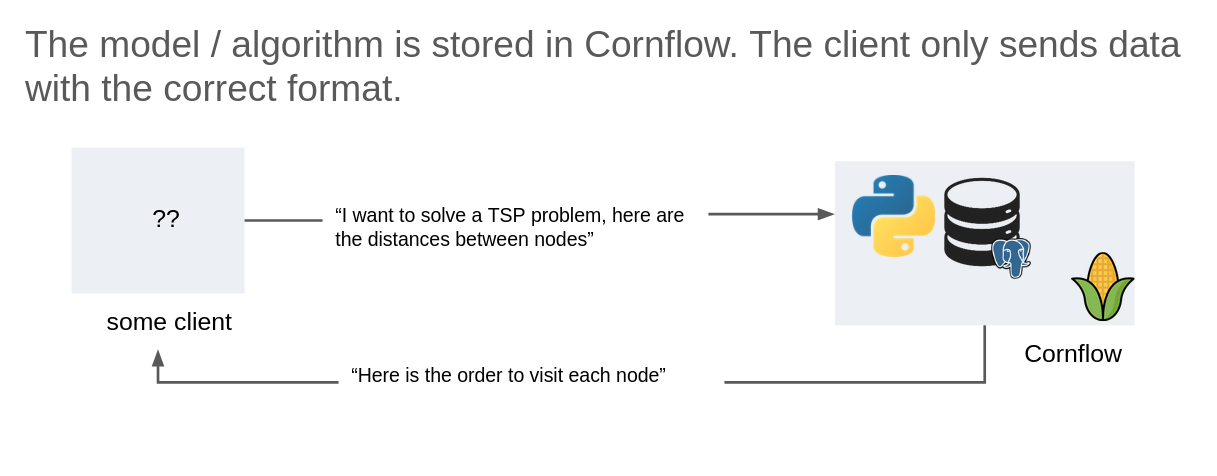 The model / algorithm is stored in Cornflow. The client only sends data
with the correct format.
??
“I want to solve a TSP problem, here are
the distances between nodes”
some client
Cornflow
“Here is the order to visit each node”